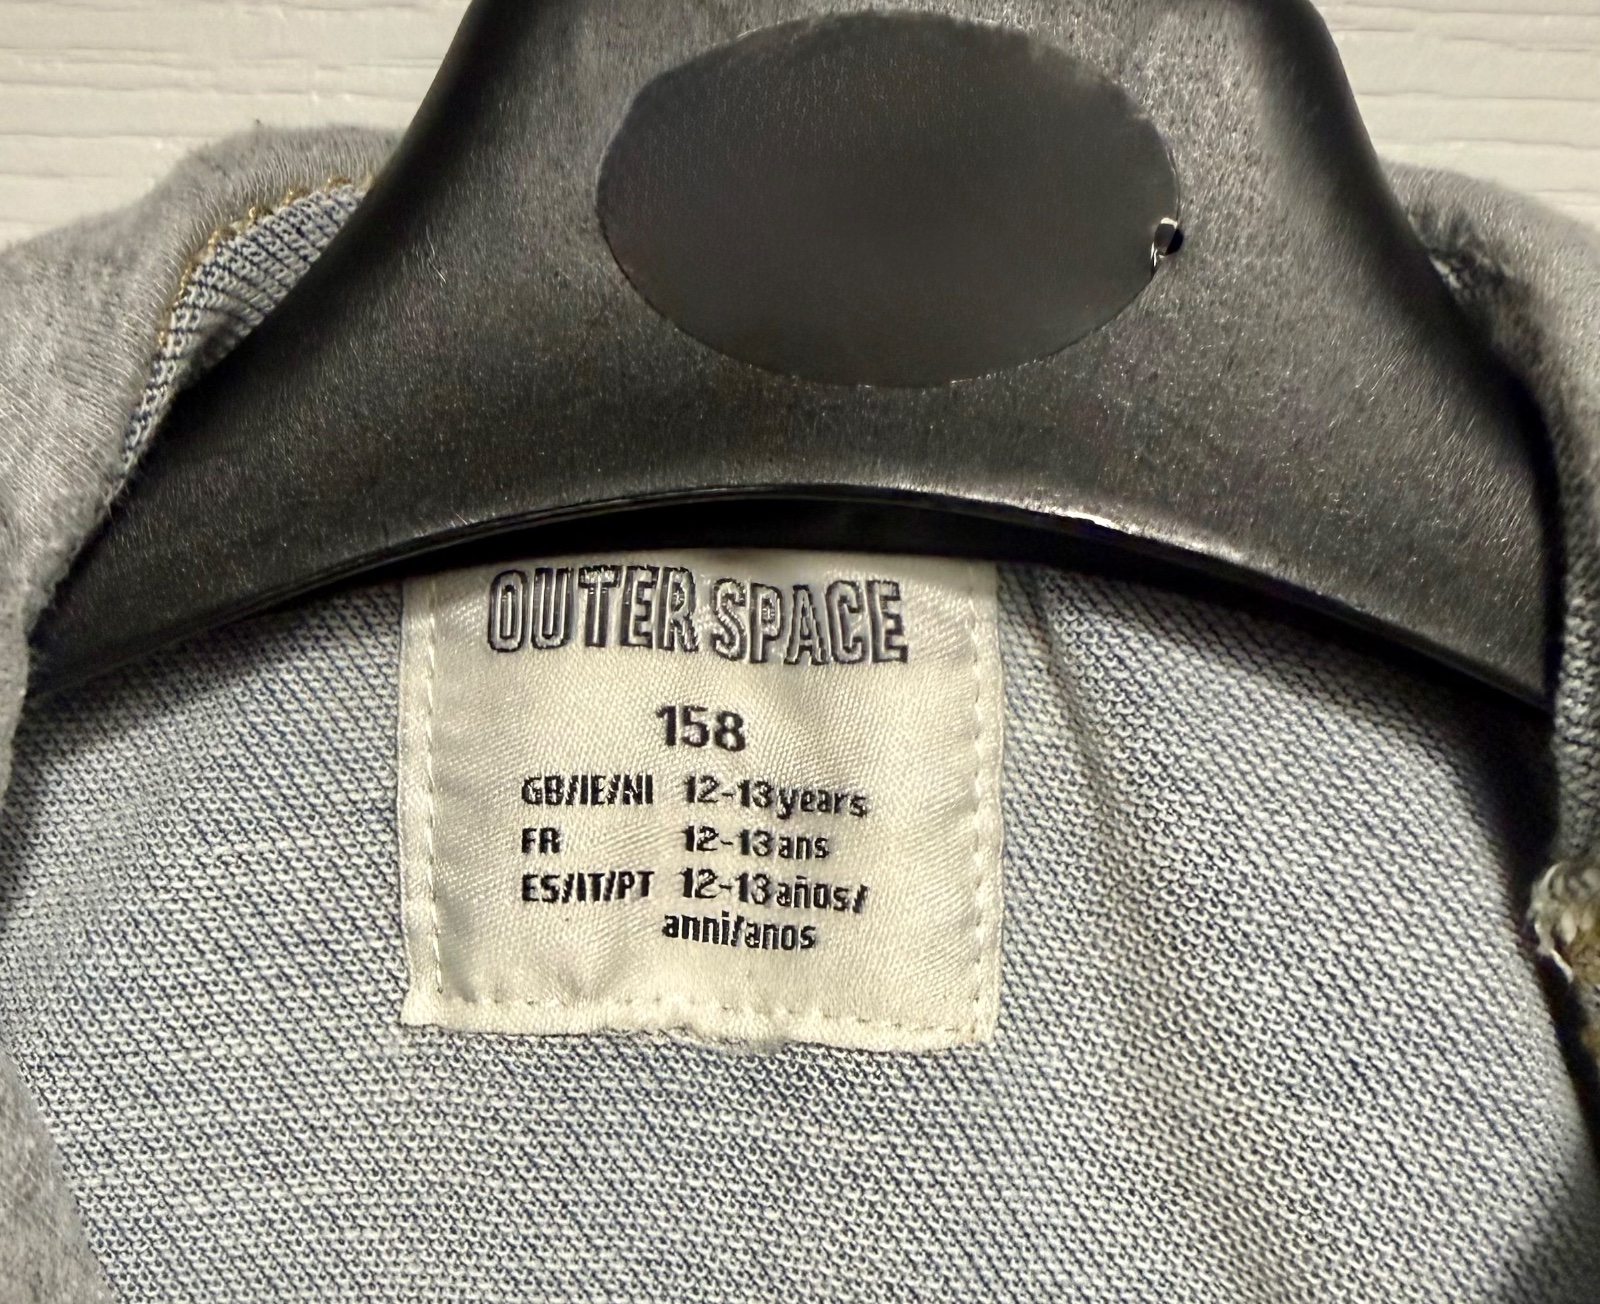 OUTER SPACE
158
GB/IE/NI 12-13 years
FR 12-13 ans
ES/IT/PT 12-13 años/
anni/anos